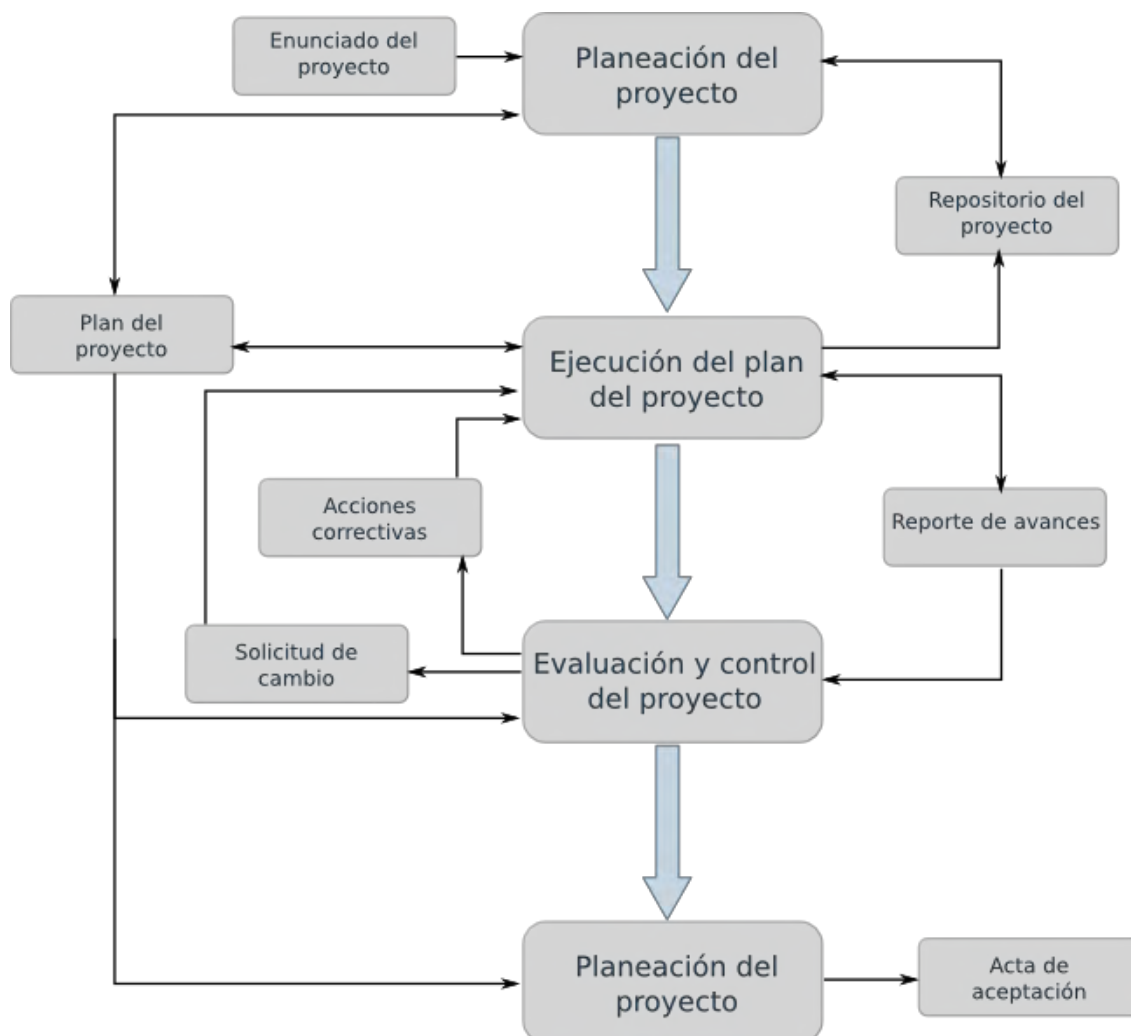 Enunciado del
proyecto
Planeación del
proyecto
Repositorio del
proyecto
Plan del
proyecto
Ejecución del plan
del proyecto
Acciones
correctivas
Reporte de avances
Solicitud de
cambio
Evaluación y control
del proyecto
Planeación del
proyecto
Acta de
aceptación